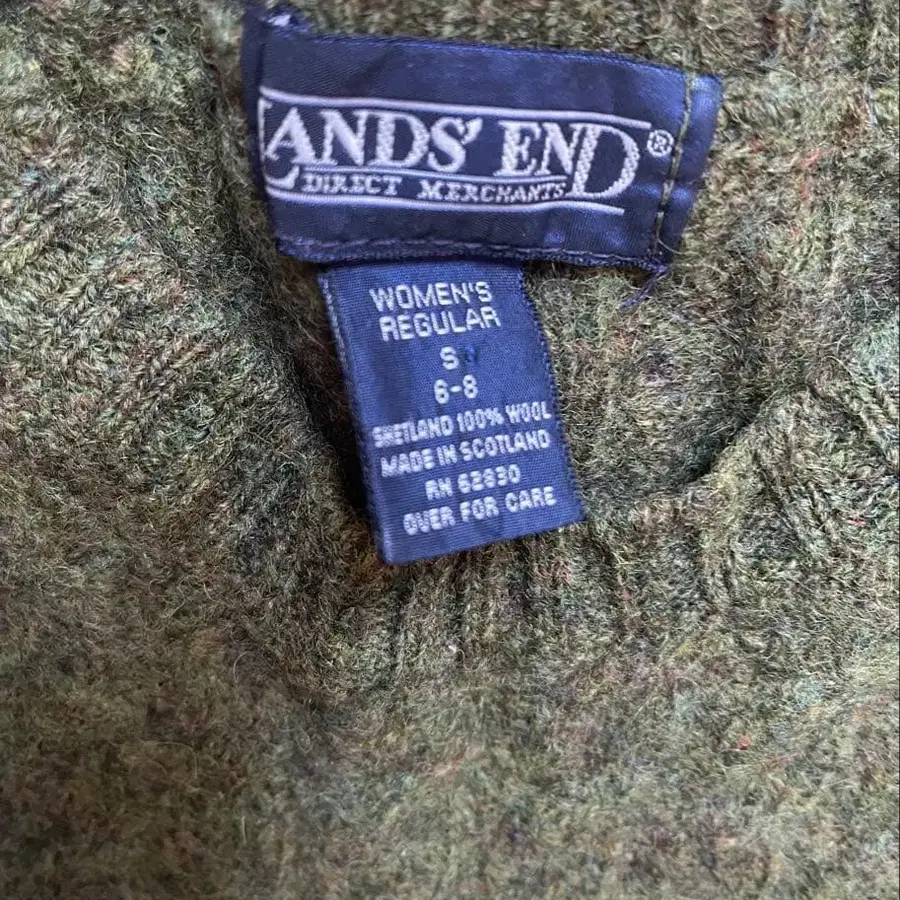 LANDS' END®
DIRECT MERCHANTS
WOMEN'S
REGULAR
S
6-8
SHETLAND 100% WOOL
MADE IN SCOTLAND
RN 62830
OVER FOR CARE